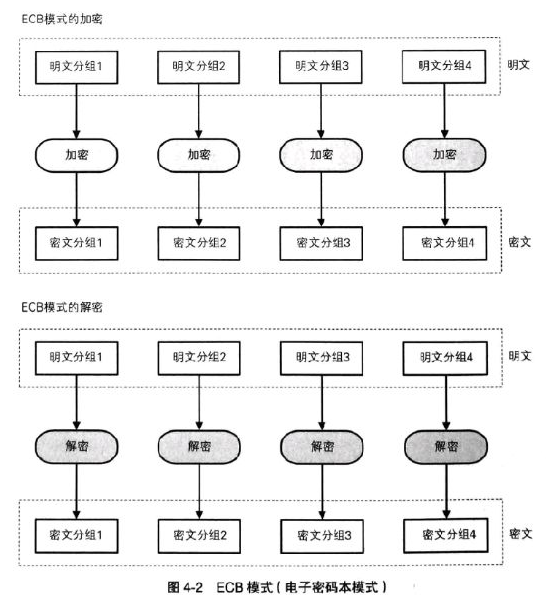 ECB模式的加密
明文分组1 明文分组2 明文分组3 明文分组4 明文
加密 加密 加密 加密
密文分组1 密文分组2 密文分组3 密文分组4 密文
ECB模式的解密
明文分组1 明文分组2 明文分组3 明文分组4 明文
解密 解密 解密 解密
密文分组1 密文分组2 密文分组3 密文分组4 密文
图 4-2 ECB 模式（电子密码本模式）